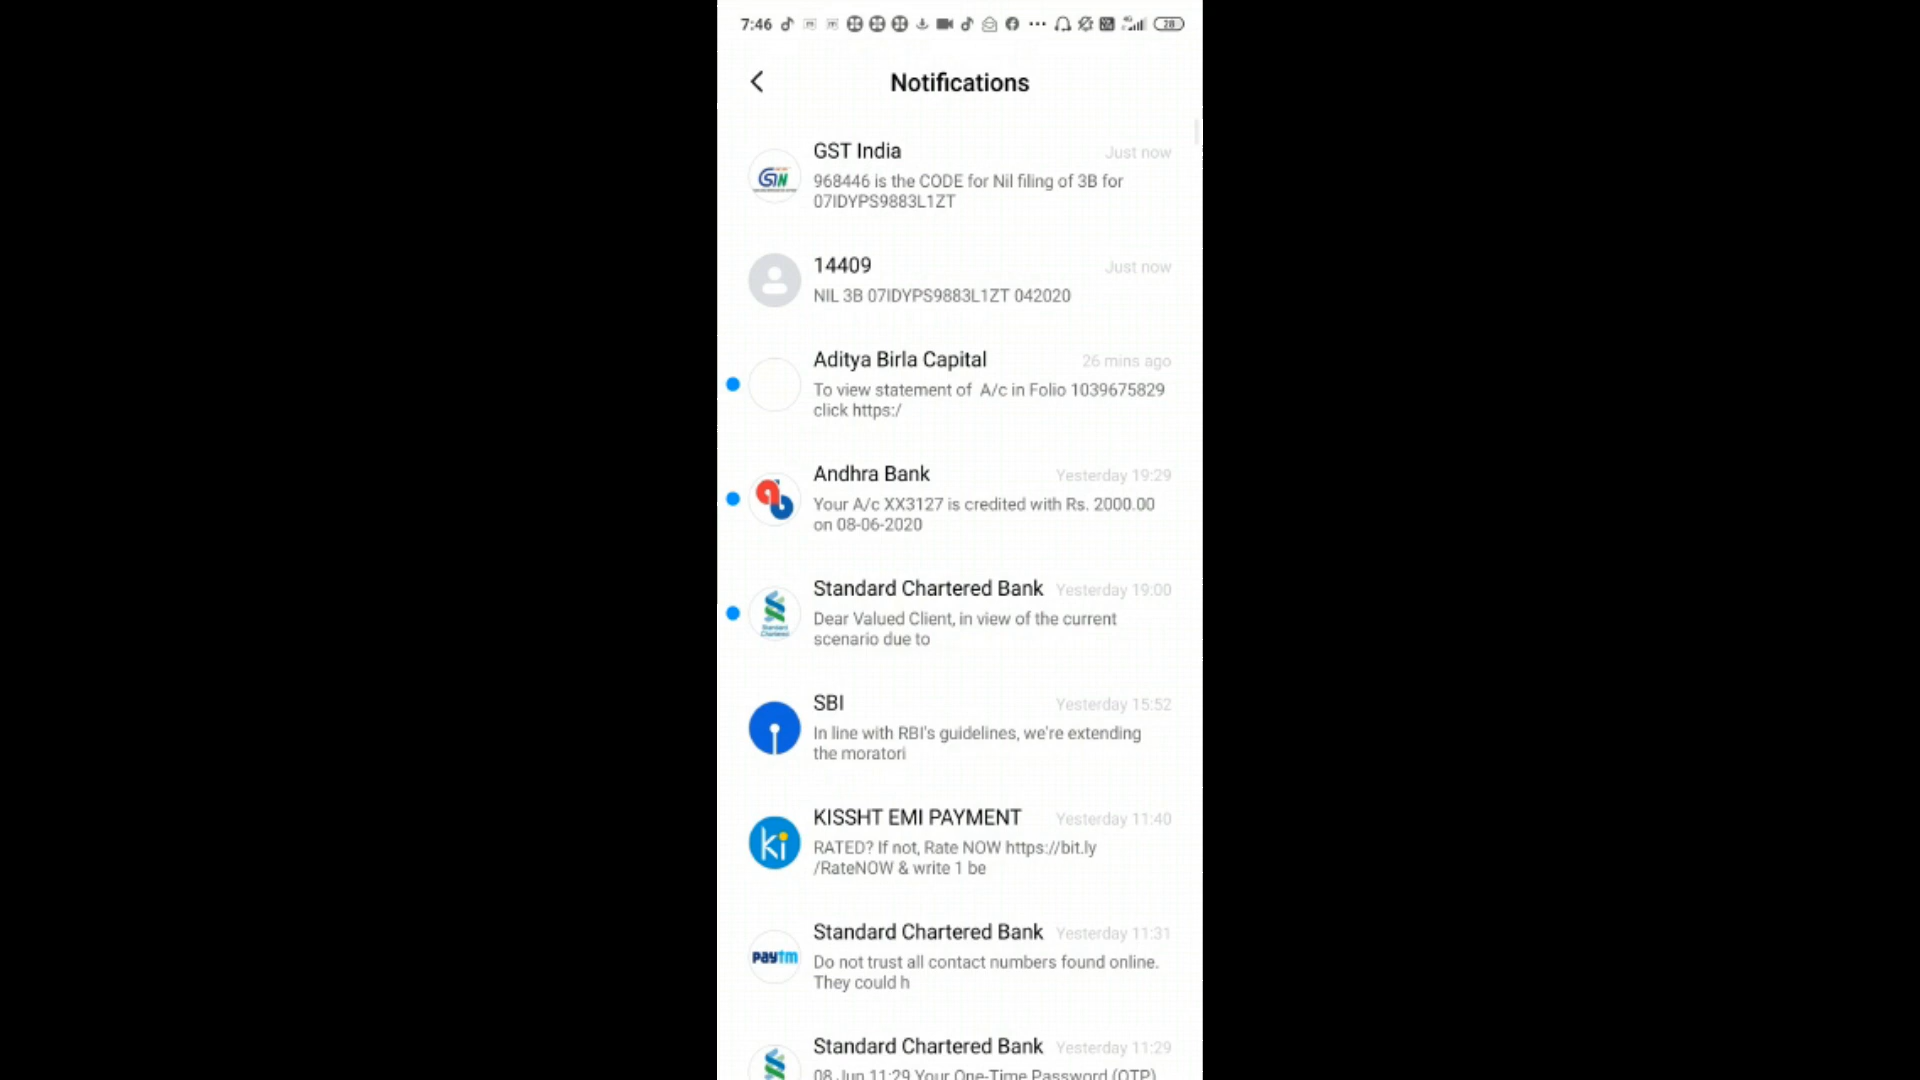 7:46
28
Notifications
GST India
Just now
968446 is the CODE for Nil filing of 3B for
07IDYPS9883L1ZT
14409
Just now
NIL 3B 07IDYPS9883L1ZT 042020
Aditya Birla Capital
26 mins ago
To view statement of A/c in Folio 1039675829
click https:/
Andhra Bank
Yesterday 19:29
Your A/c XX3127 is credited with Rs. 2000.00
on 08-06-2020
Standard Chartered Bank
Yesterday 19:00
Dear Valued Client, in view of the current
scenario due to
Standard
Chartered
SBI
Yesterday 15:52
In line with RBI's guidelines, we're extending
the moratori
ki
KISSHT EMI PAYMENT
Yesterday 11:40
RATED? If not, Rate NOW https://bit.ly
/RateNOW & write 1 be
paytm
Standard Chartered Bank
Yesterday 11:31
Do not trust all contact numbers found online.
They could h
Standard Chartered Bank
Yesterday 11:29
08 Jun 11:29 Your One-Time Password (OTP)